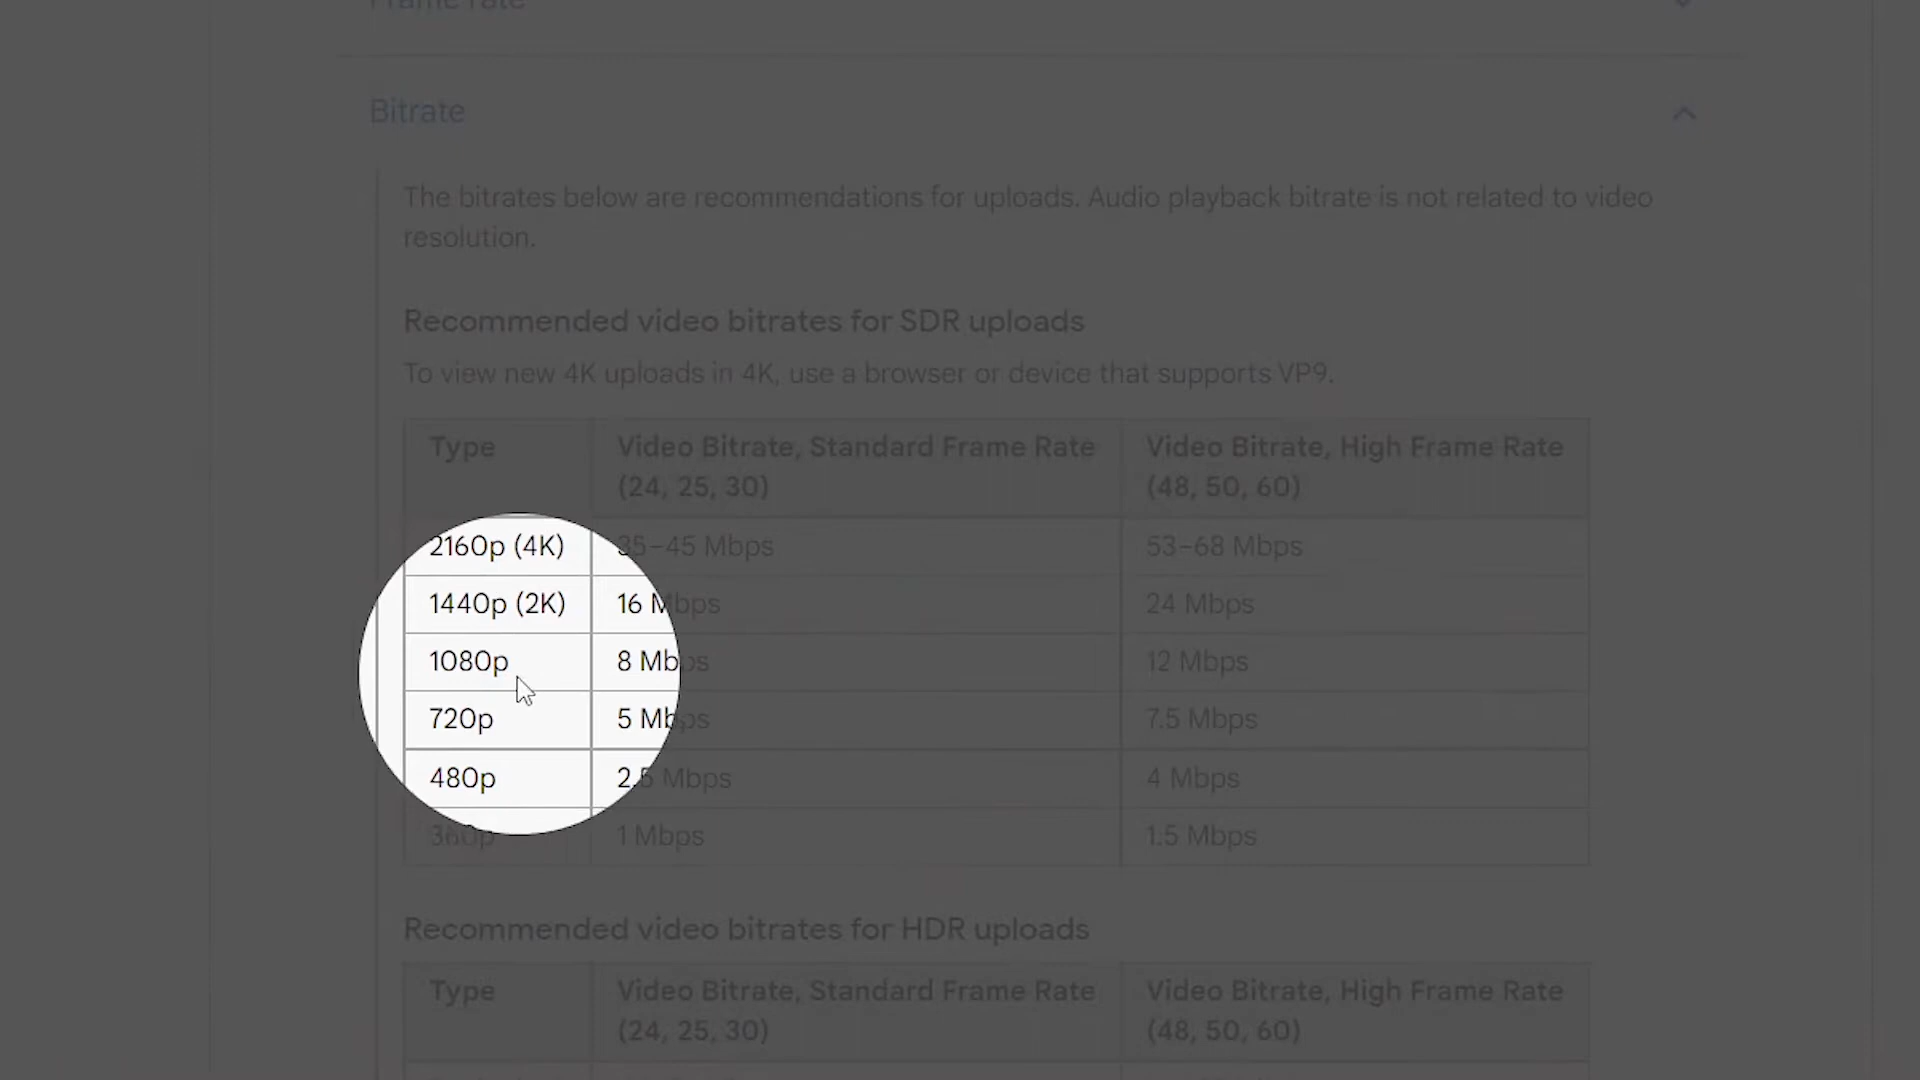 Frame rate
Bitrate
The bitrates below are recommendations for uploads. Audio playback bitrate is not related to video
resolution.
Recommended video bitrates for SDR uploads
To view new 4K uploads in 4K, use a browser or device that supports VP9.
Type Video Bitrate, Standard Frame Rate (24, 25, 30) Video Bitrate, High Frame Rate (48, 50, 60)
2160p (4K) 35–45 Mbps 53–68 Mbps
1440p (2K) 16 Mbps 24 Mbps
1080p 8 Mbps 12 Mbps
720p 5 Mbps 7.5 Mbps
480p 2.5 Mbps 4 Mbps
360p 1 Mbps 1.5 Mbps
Recommended video bitrates for HDR uploads
Type Video Bitrate, Standard Frame Rate (24, 25, 30) Video Bitrate, High Frame Rate (48, 50, 60)